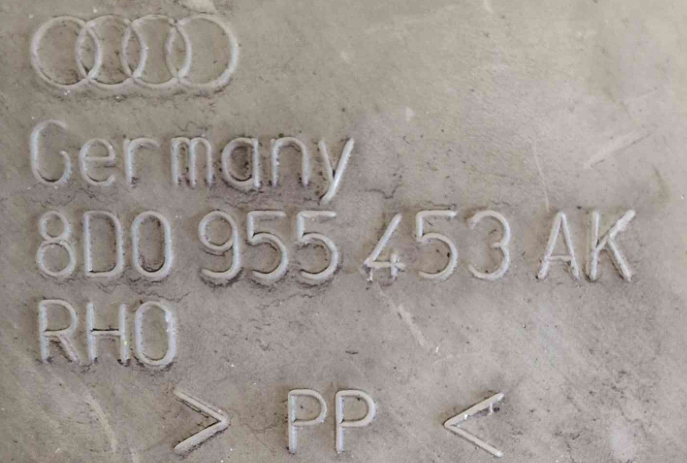 Germany
8D0 955 453 AK
RHO
> PP <